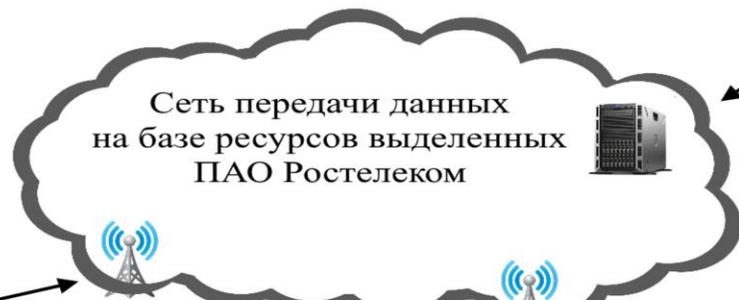 Сеть передачи данных
на базе ресурсов выделенных
ПАО Ростелеком